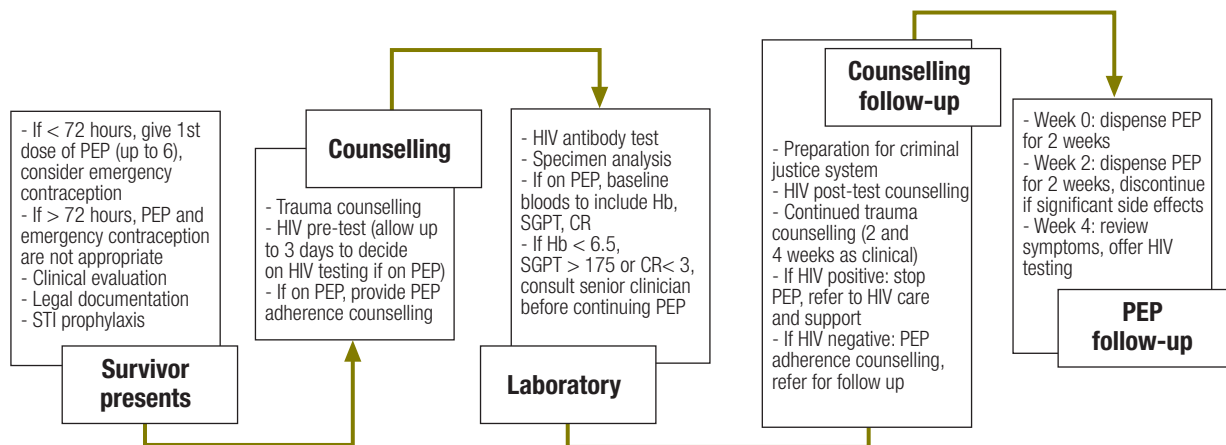 - If < 72 hours, give 1st
dose of PEP (up to 6),
consider emergency
contraception
- If > 72 hours, PEP and
emergency contraception
are not appropriate
- Clinical evaluation
- Legal documentation
- STI prophylaxis
Survivor
presents
Counselling
- Trauma counselling
- HIV pre-test (allow up
to 3 days to decide
on HIV testing if on PEP)
- If on PEP, provide PEP
adherence counselling
- HIV antibody test
- Specimen analysis
- If on PEP, baseline
bloods to include Hb,
SGPT, CR
- If Hb < 6.5,
SGPT > 175 or CR< 3,
consult senior clinician
before continuing PEP
Laboratory
Counselling
follow-up
- Preparation for criminal
justice system
- HIV post-test counselling
- Continued trauma
counselling (2 and
4 weeks as clinical)
- If HIV positive: stop
PEP, refer to HIV care
and support
- If HIV negative: PEP
adherence counselling,
refer for follow up
- Week 0: dispense PEP
for 2 weeks
- Week 2: dispense PEP
for 2 weeks, discontinue
if significant side effects
- Week 4: review
symptoms, offer HIV
testing
PEP
follow-up